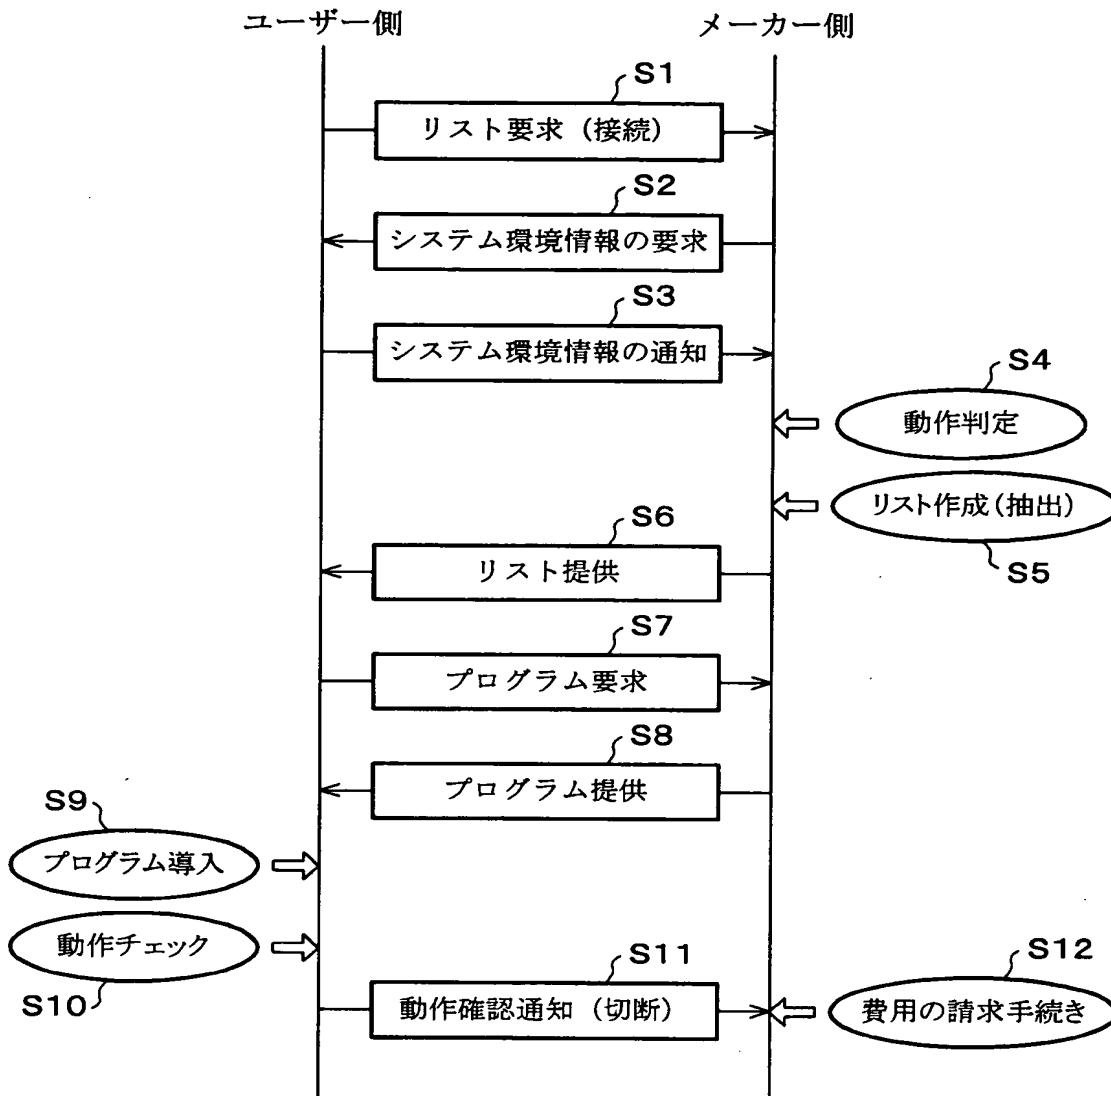 ユーザー側
メーカー側
S1
リスト要求（接続）
S2
システム環境情報の要求
S3
システム環境情報の通知
S4
動作判定
リスト作成（抽出）
S5
S6
リスト提供
S7
プログラム要求
S8
プログラム提供
S9
プログラム導入
動作チェック
S10
S11
動作確認通知（切断）
S12
費用の請求手続き